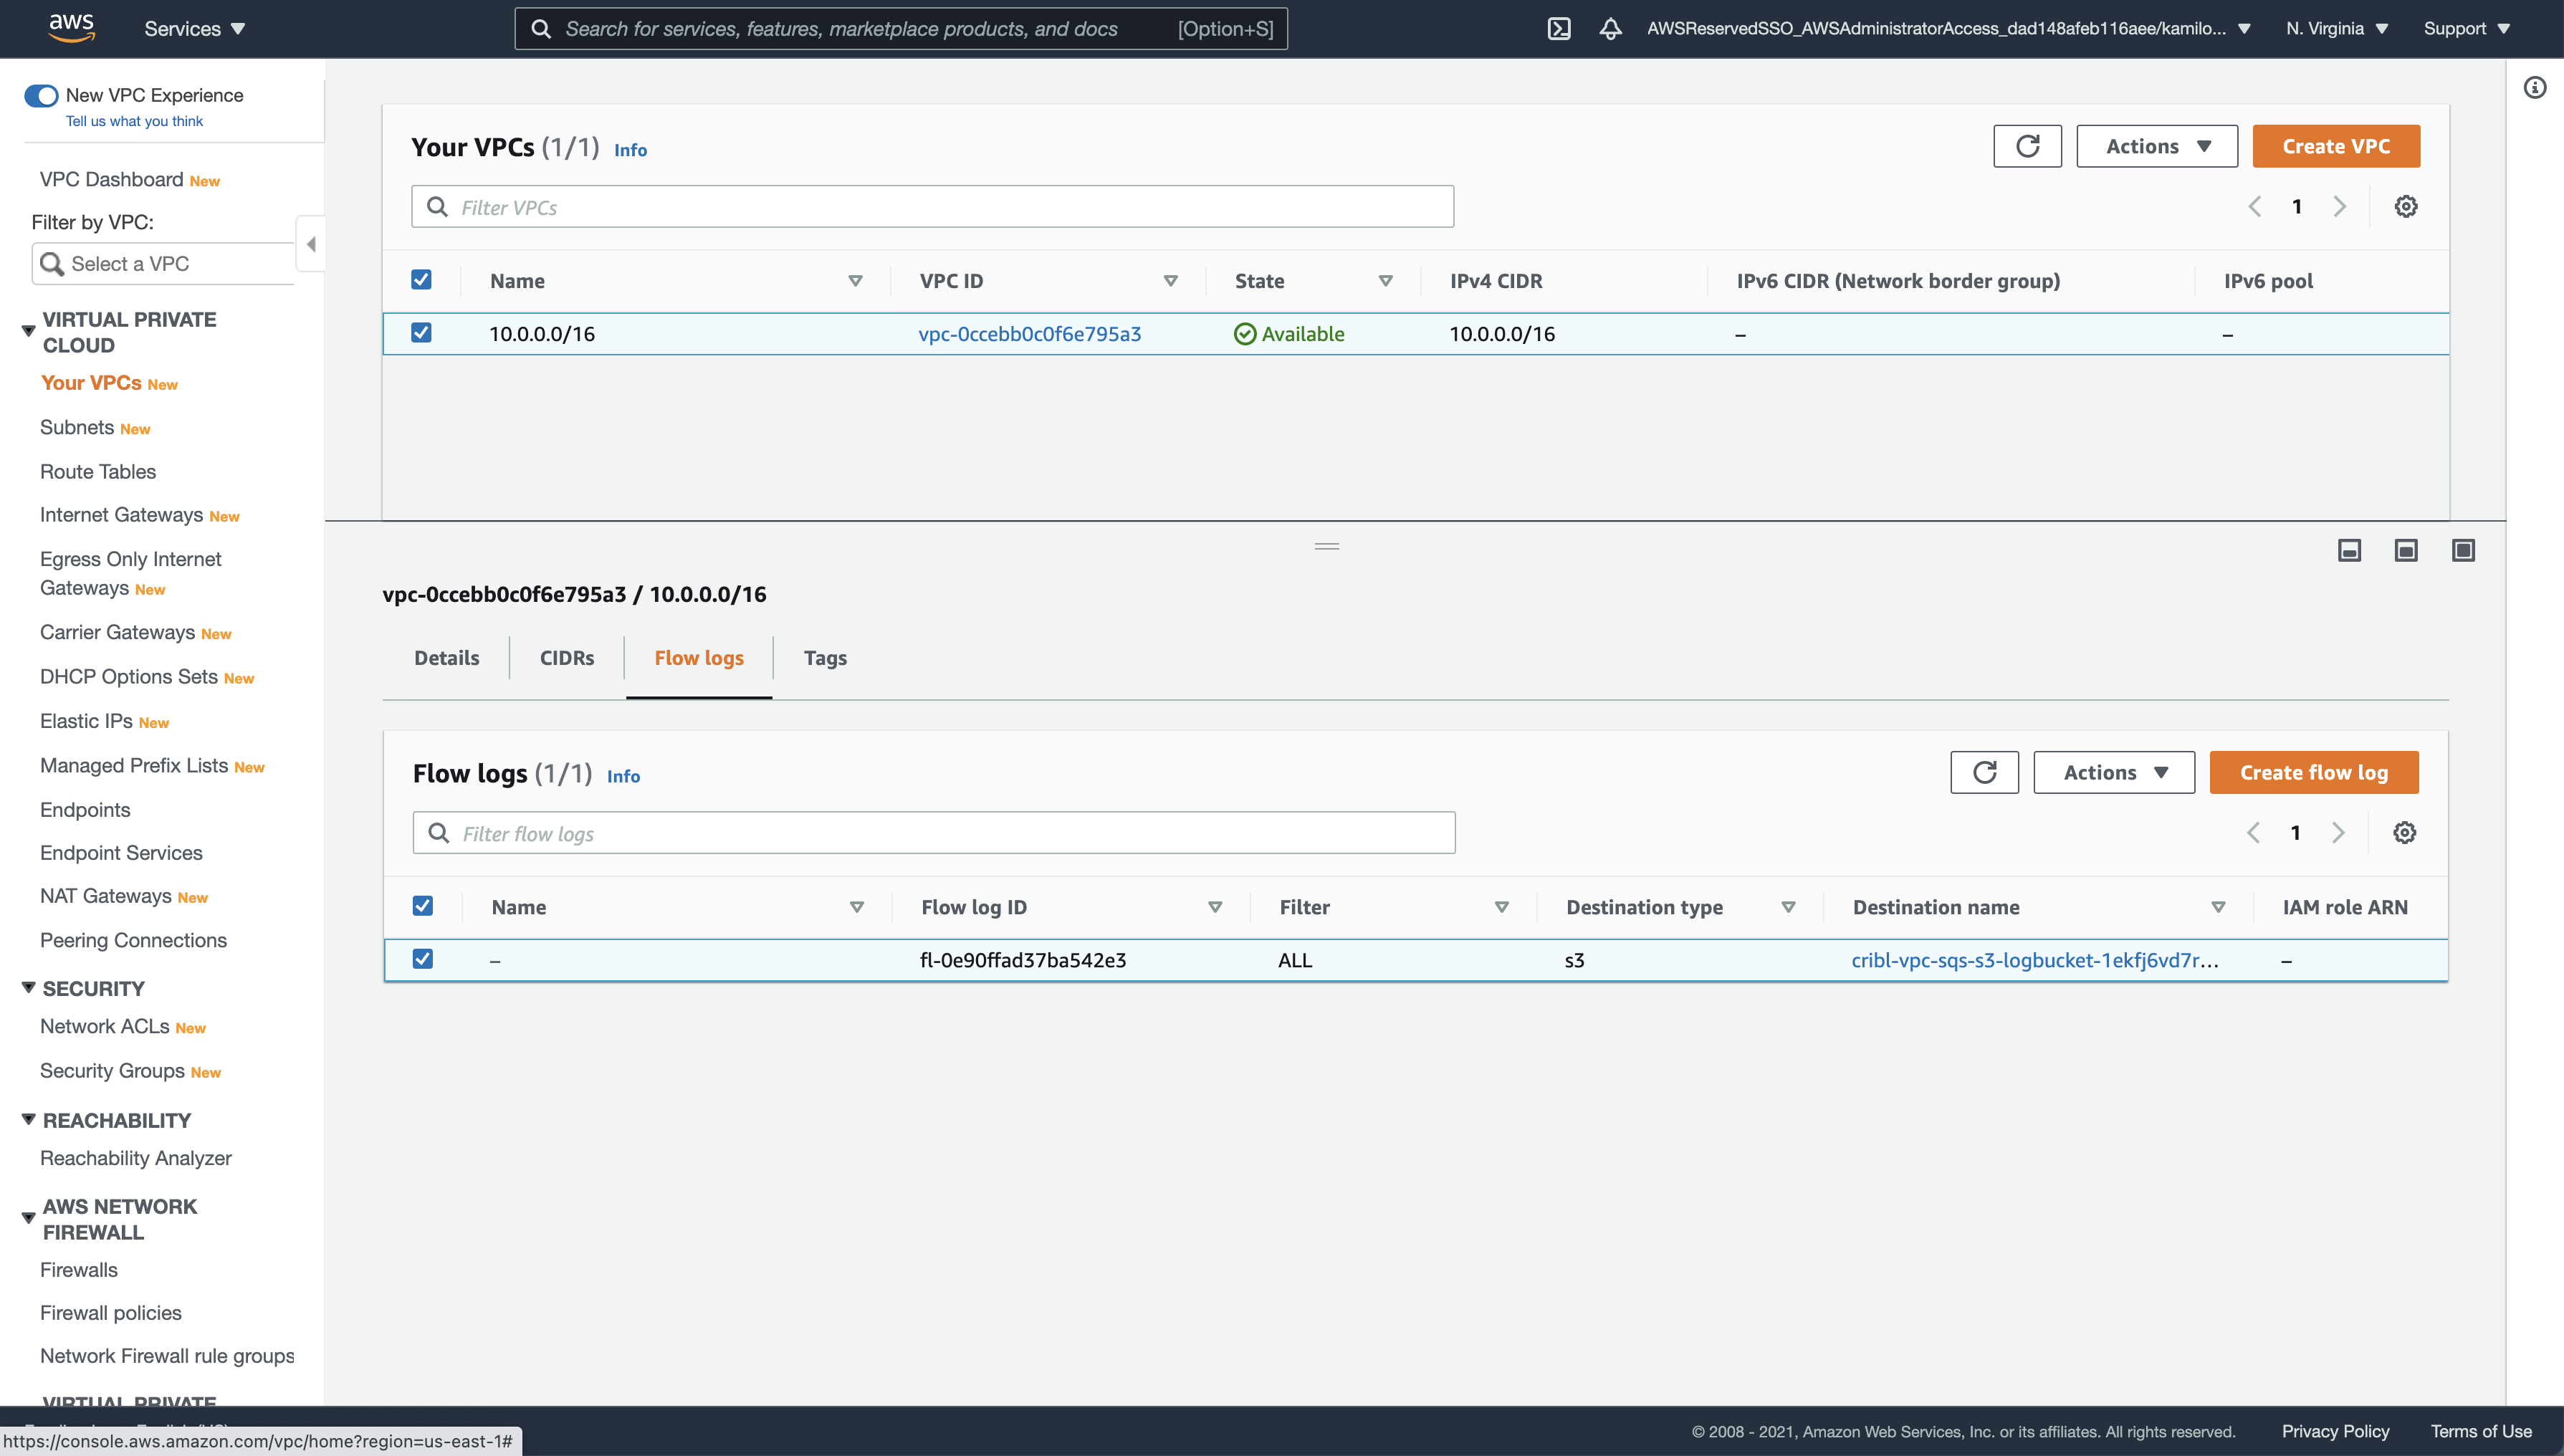 aws
Services
Search for services, features, marketplace products, and docs [Option+S]
AWSReservedSSO_AWSAdministratorAccess_dad148afeb116aee/kamilo...
N. Virginia
Support
New VPC Experience
Tell us what you think
VPC Dashboard New
Filter by VPC:
Select a VPC
VIRTUAL PRIVATE
CLOUD
Your VPCs New
Subnets New
Route Tables
Internet Gateways New
Egress Only Internet
Gateways New
Carrier Gateways New
DHCP Options Sets New
Elastic IPs New
Managed Prefix Lists New
Endpoints
Endpoint Services
NAT Gateways New
Peering Connections
SECURITY
Network ACLs New
Security Groups New
REACHABILITY
Reachability Analyzer
AWS NETWORK
FIREWALL
Firewalls
Firewall policies
Network Firewall rule groups
VIRTUAL PRIVATE
Your VPCs (1/1) Info
Actions
Create VPC
Filter VPCs
1
Name VPC ID State IPv4 CIDR IPv6 CIDR (Network border group) IPv6 pool
10.0.0.0/16 vpc-0ccebb0c0f6e795a3 Available 10.0.0.0/16 – –
vpc-0ccebb0c0f6e795a3 / 10.0.0.0/16
Details CIDRs Flow logs Tags
Flow logs (1/1) Info
Actions
Create flow log
Filter flow logs
1
Name Flow log ID Filter Destination type Destination name IAM role ARN
– fl-0e90ffad37ba542e3 ALL s3 cribl-vpc-sqs-s3-logbucket-1ekfj6vd7r... –
https://console.aws.amazon.com/vpc/home?region=us-east-1#
© 2008 - 2021, Amazon Web Services, Inc. or its affiliates. All rights reserved. Privacy Policy Terms of Use